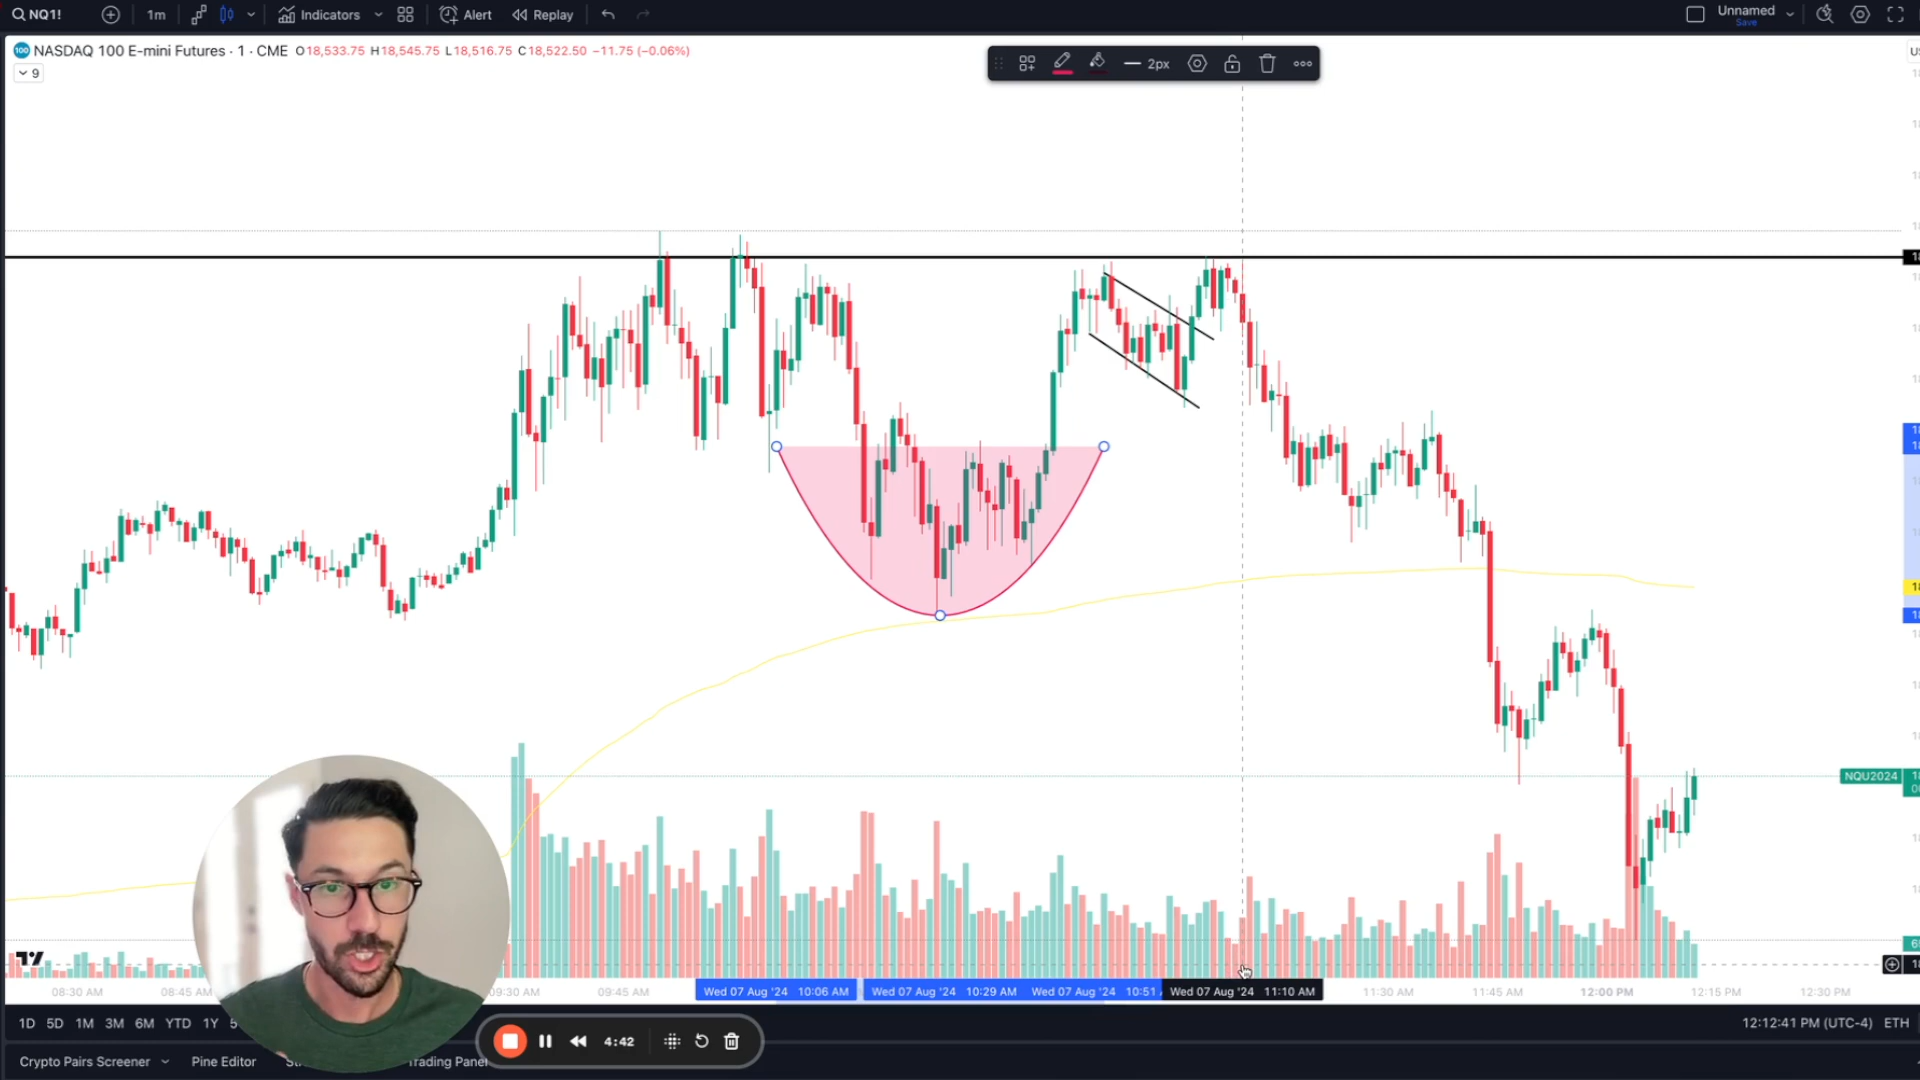 NQ1! 1m Indicators Alert Replay Unnamed
Save
NASDAQ 100 E-mini Futures · 1 · CME O18,533.75 H18,545.75 L18,516.75 C18,522.50 −11.75 (−0.06%)
9
2px
NQU2024
08:30 AM 08:45 AM 09:30 AM 09:45 AM Wed 07 Aug '24 10:06 AM Wed 07 Aug '24 10:29 AM Wed 07 Aug '24 10:51 Wed 07 Aug '24 11:10 AM 11:30 AM 11:45 AM 12:00 PM 12:15 PM 12:30 PM
1D 5D 1M 3M 6M YTD 1Y 12:12:41 PM (UTC-4) ETH
4:42
Crypto Pairs Screener Pine Editor Trading Panel